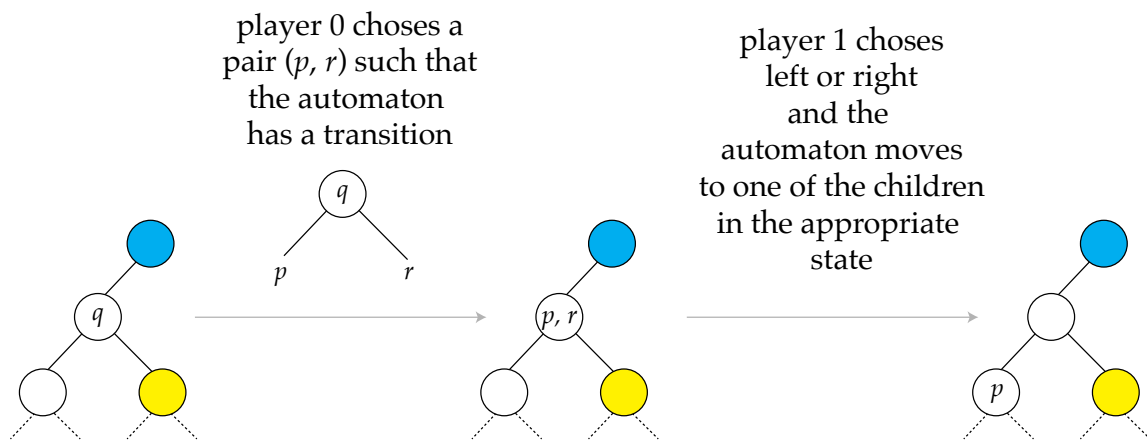 player 0 choses a
pair (p, r) such that
the automaton
has a transition
q
p
r
player 1 choses
left or right
and the
automaton moves
to one of the children
in the appropriate
state
q
p, r
p